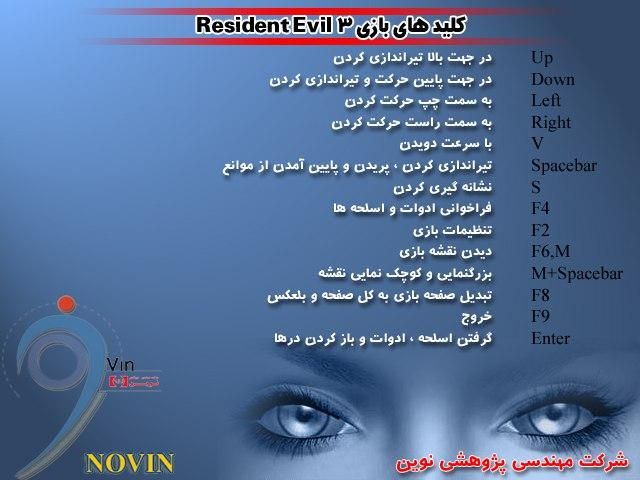 کلید های بازی Resident Evil ۳
Up در جهت بالا تیراندازی کردن
Down در جهت پایین حرکت و تیراندازی کردن
Left به سمت چپ حرکت کردن
Right به سمت راست حرکت کردن
V با سرعت دویدن
Spacebar تیراندازی کردن ، پریدن و پایین آمدن از موانع
S نشانه گیری کردن
F4 فراخوانی ادوات و اسلحه ها
F2 تنظیمات بازی
F6,M دیدن نقشه بازی
M+Spacebar بزرگنمایی و کوچک نمایی نقشه
F8 تبدیل صفحه بازی به کل صفحه و بلعکس
F9 خروج
Enter گرفتن اسلحه ، ادوات و باز کردن درها
Vin
نویـــن
NOVIN
شرکت مهندسی پژوهشی نوین